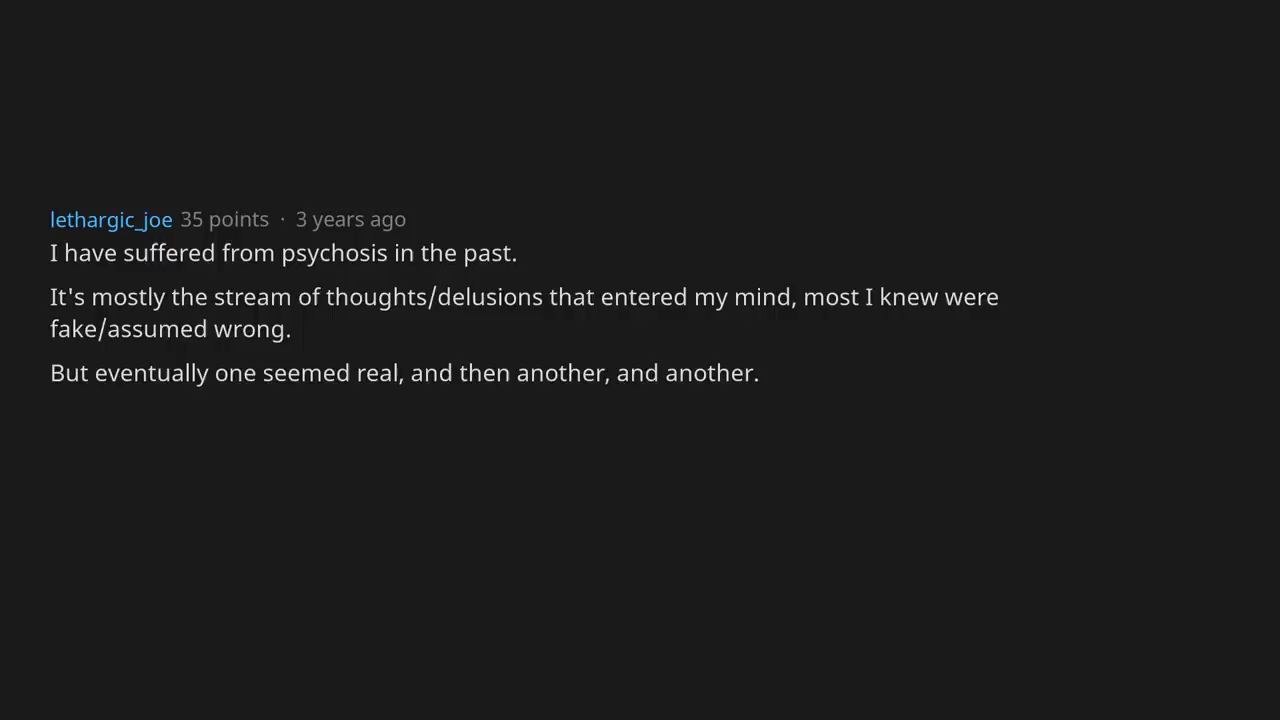 lethargic_joe 35 points · 3 years ago
I have suffered from psychosis in the past.
It's mostly the stream of thoughts/delusions that entered my mind, most I knew were
fake/assumed wrong.
But eventually one seemed real, and then another, and another.